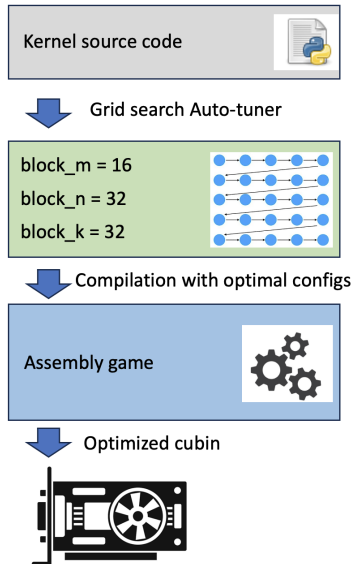 Kernel source code
Grid search Auto-tuner
block_m = 16
block_n = 32
block_k = 32
Compilation with optimal configs
Assembly game
Optimized cubin